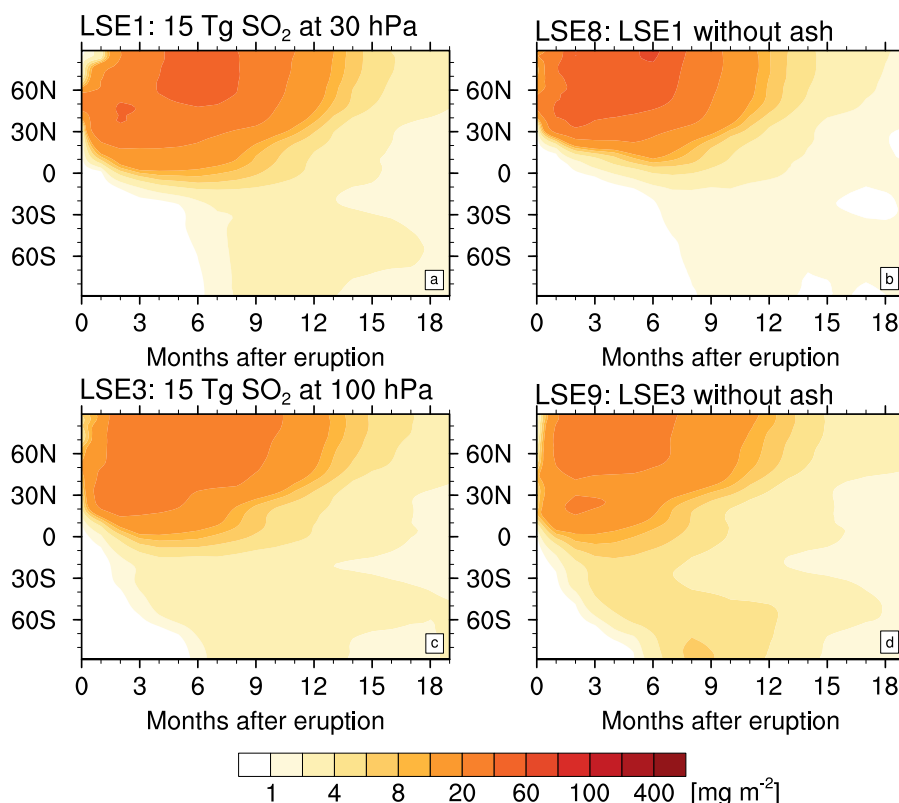 LSE1: 15 Tg SO₂ at 30 hPa
60N
30N
0
30S
60S
a
0 3 6 9 12 15 18
Months after eruption
LSE8: LSE1 without ash
60N
30N
0
30S
60S
b
0 3 6 9 12 15 18
Months after eruption
LSE3: 15 Tg SO₂ at 100 hPa
60N
30N
0
30S
60S
c
0 3 6 9 12 15 18
Months after eruption
LSE9: LSE3 without ash
60N
30N
0
30S
60S
d
0 3 6 9 12 15 18
Months after eruption
1 4 8 20 60 100 400 [mg m⁻²]